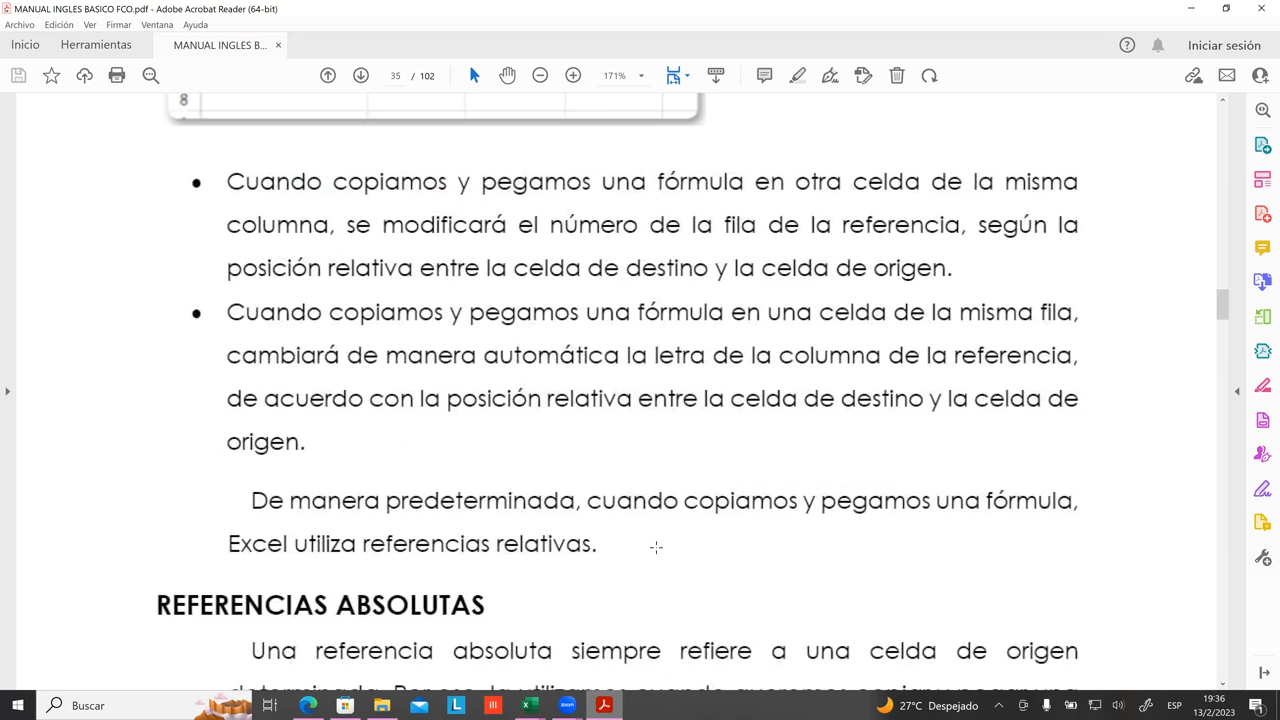 MANUAL INGLES BASICO FCO.pdf - Adobe Acrobat Reader (64-bit)
Archivo Edición Ver Firmar Ventana Ayuda
Inicio Herramientas MANUAL INGLES B... × Iniciar sesión
35 / 102 171%
8
• Cuando copiamos y pegamos una fórmula en otra celda de la misma
columna, se modificará el número de la fila de la referencia, según la
posición relativa entre la celda de destino y la celda de origen.
• Cuando copiamos y pegamos una fórmula en una celda de la misma fila,
cambiará de manera automática la letra de la columna de la referencia,
de acuerdo con la posición relativa entre la celda de destino y la celda de
origen.
De manera predeterminada, cuando copiamos y pegamos una fórmula,
Excel utiliza referencias relativas.
REFERENCIAS ABSOLUTAS
Una referencia absoluta siempre refiere a una celda de origen
Buscar L zoom 27°C Despejado ESP 19:36
13/2/2023